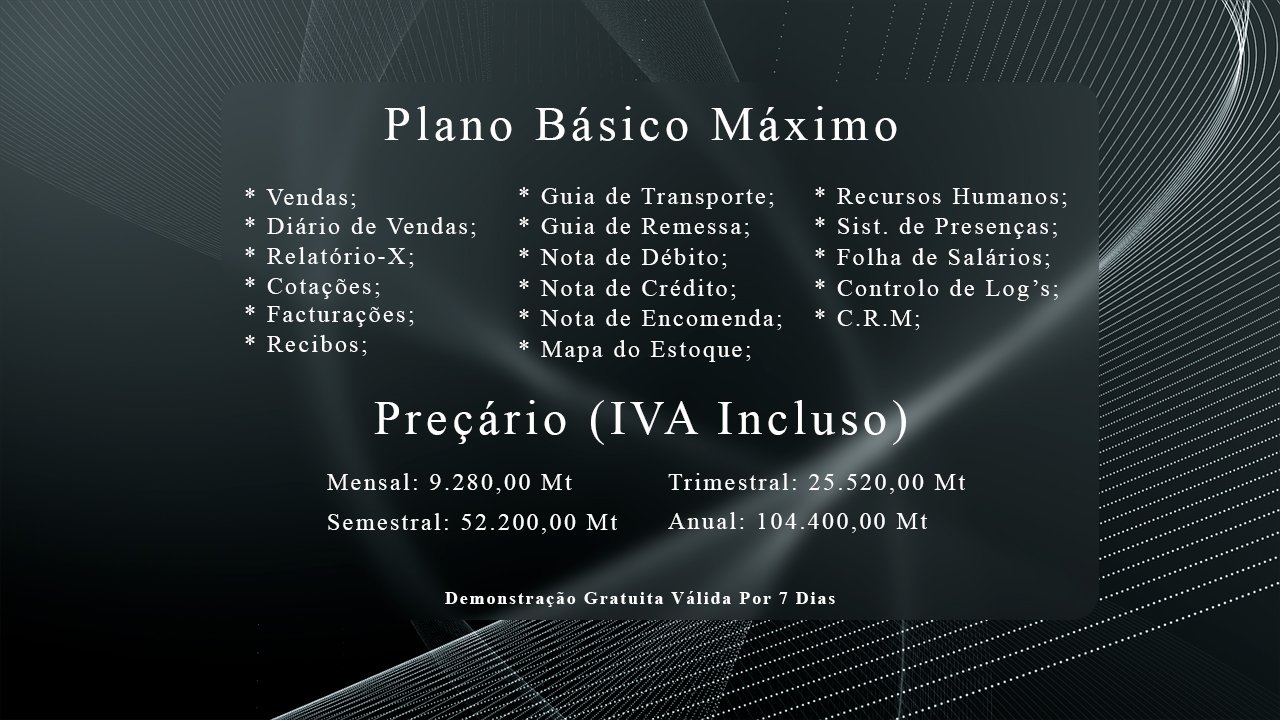 Plano Básico Máximo
* Vendas;
* Diário de Vendas;
* Relatório-X;
* Cotações;
* Facturações;
* Recibos;
* Guia de Transporte;
* Guia de Remessa;
* Nota de Débito;
* Nota de Crédito;
* Nota de Encomenda;
* Mapa do Estoque;
* Recursos Humanos;
* Sist. de Presenças;
* Folha de Salários;
* Controlo de Log’s;
* C.R.M;
Preçário (IVA Incluso)
Mensal: 9.280,00 Mt
Trimestral: 25.520,00 Mt
Semestral: 52.200,00 Mt
Anual: 104.400,00 Mt
Demonstração Gratuita Válida Por 7 Dias